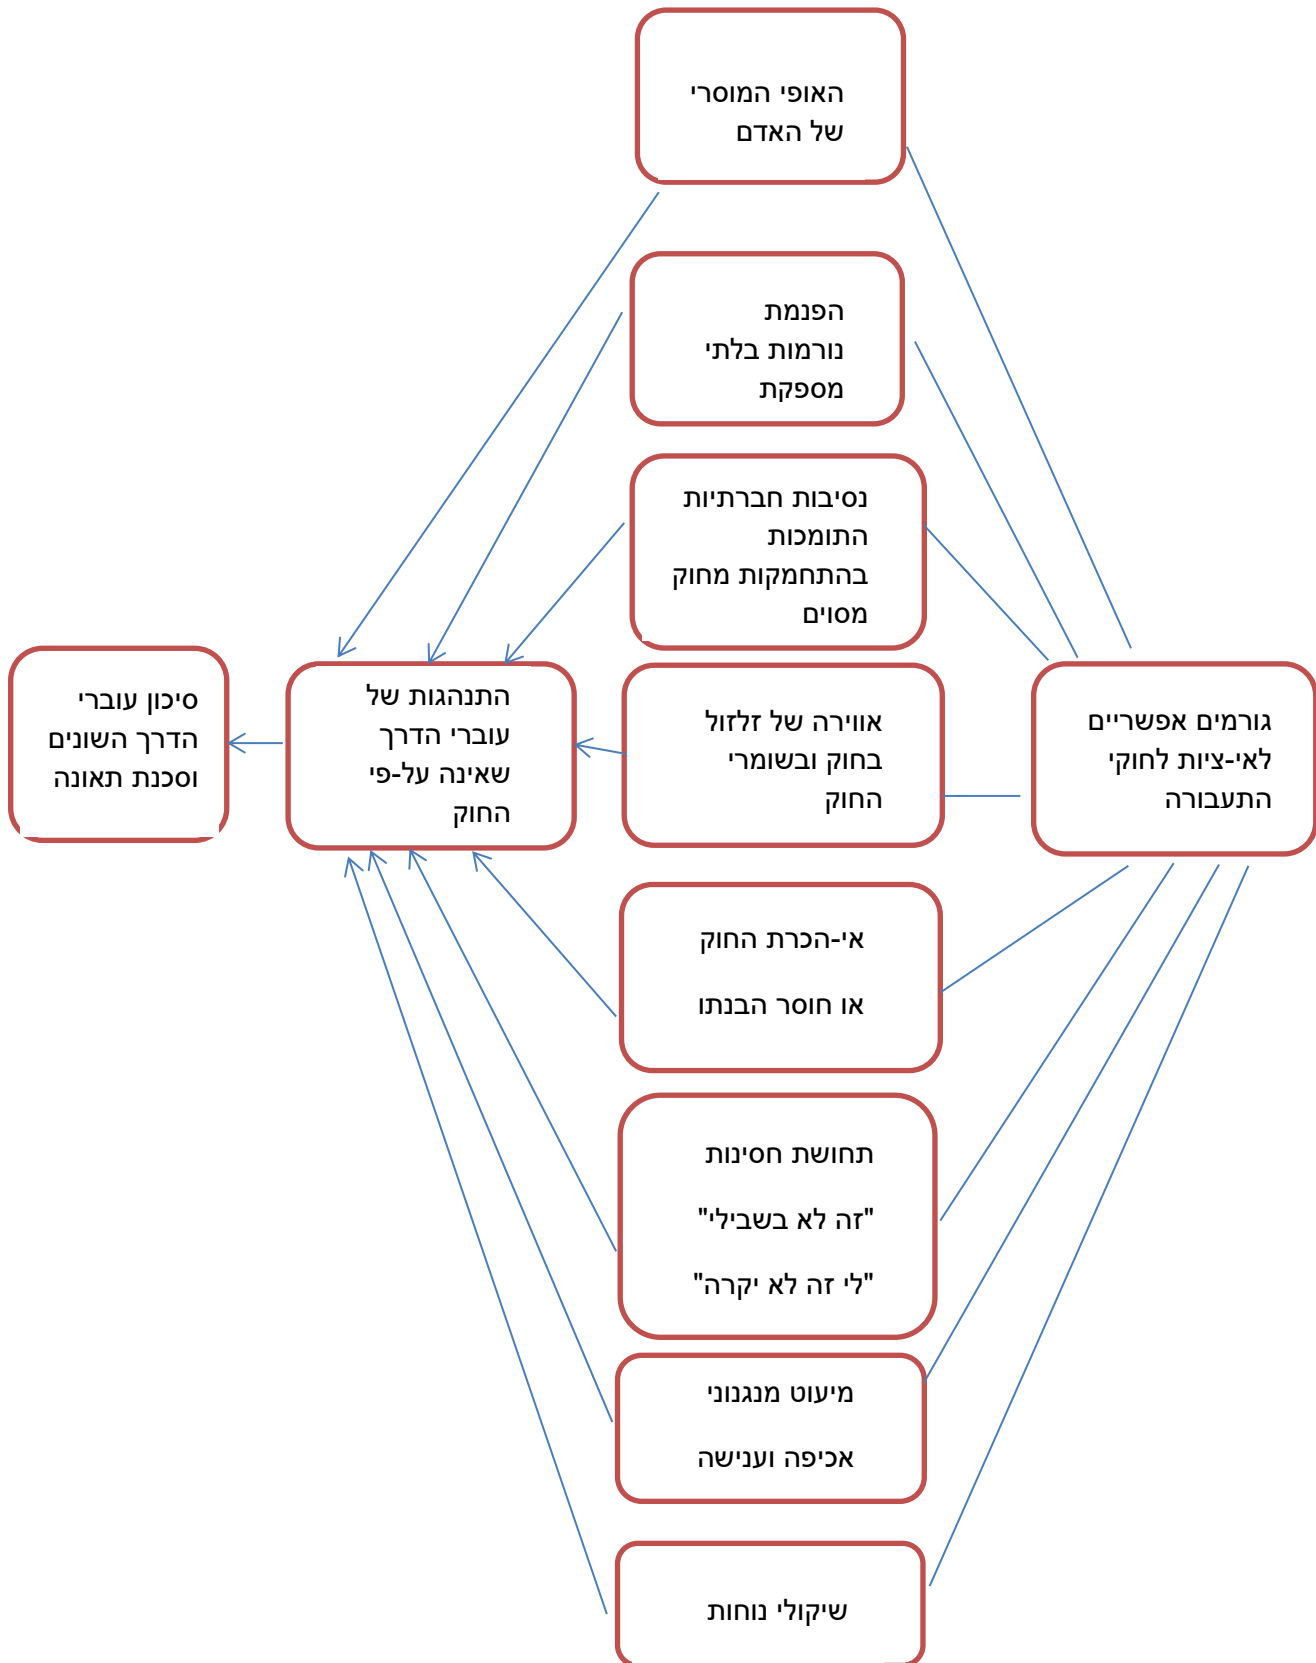 גורמים אפשריים
לאי-ציות לחוקי
התעבורה
האופי המוסרי
של האדם
הפנמת
נורמות בלתי
מספקת
נסיבות חברתיות
התומכות
בהתחמקות מחוק
מסוים
אווירה של זלזול
בחוק ובשומרי
החוק
אי-הכרת החוק
או חוסר הבנתו
תחושת חסינות
"זה לא בשבילי"
"לי זה לא יקרה"
מיעוט מנגנוני
אכיפה וענישה
שיקולי נוחות
התנהגות של
עוברי הדרך
שאינה על-פי
החוק
סיכון עוברי
הדרך השונים
וסכנת תאונה